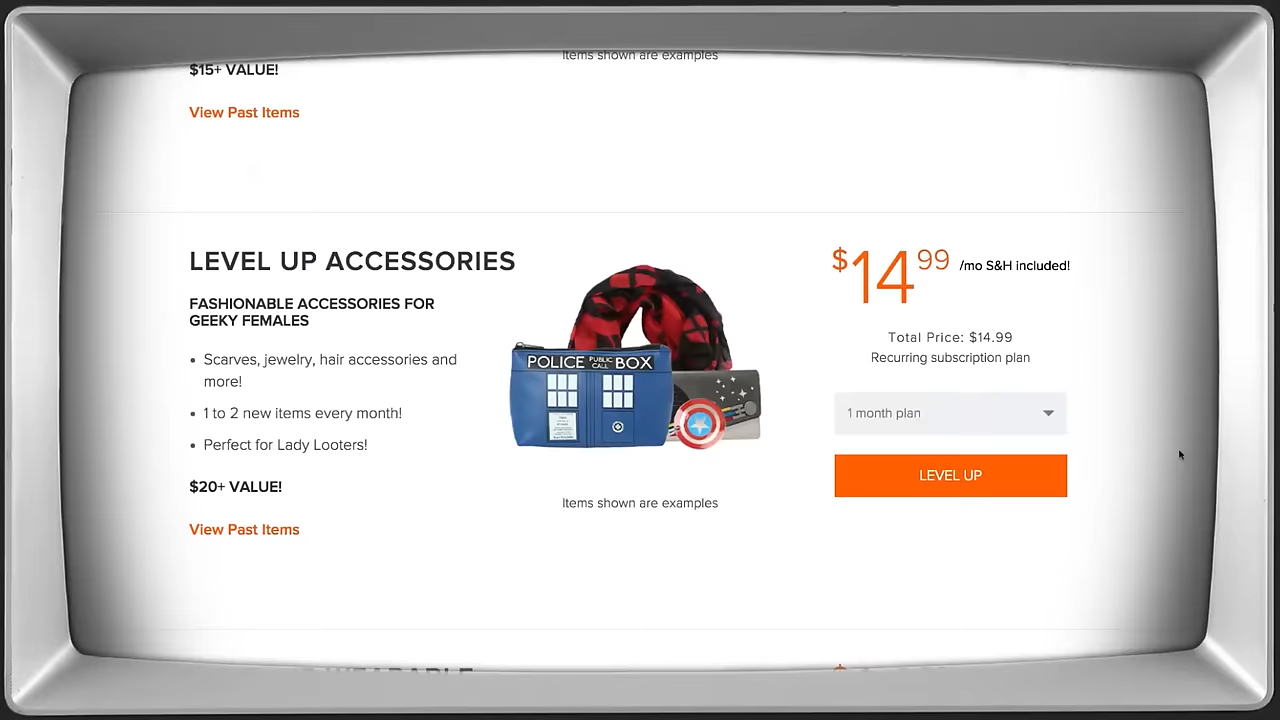 Items shown are examples
$15+ VALUE!
View Past Items
LEVEL UP ACCESSORIES
FASHIONABLE ACCESSORIES FOR
GEEKY FEMALES
• Scarves, jewelry, hair accessories and
more!
• 1 to 2 new items every month!
• Perfect for Lady Looters!
$20+ VALUE!
View Past Items
POLICE PUBLIC CALL BOX
Items shown are examples
$14.99 /mo S&H included!
Total Price: $14.99
Recurring subscription plan
1 month plan
LEVEL UP